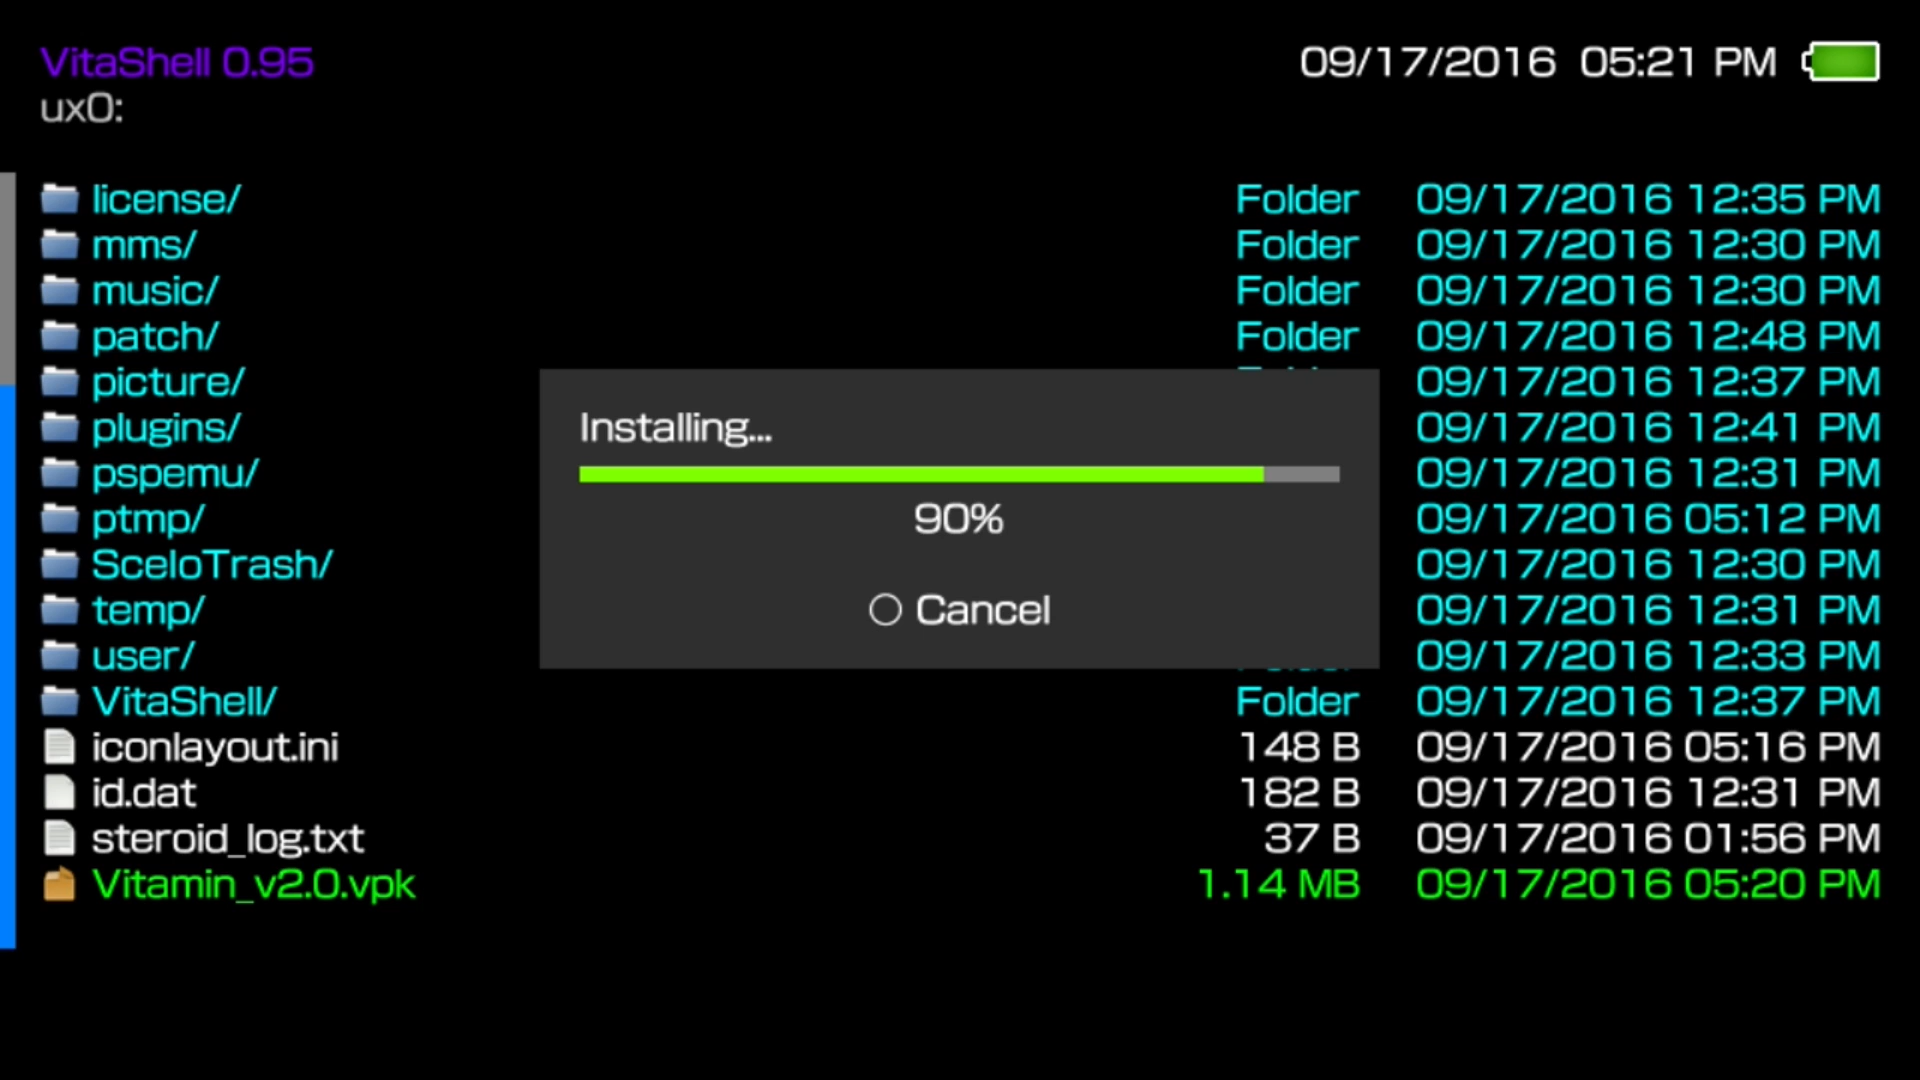 VitaShell 0.95 09/17/2016 05:21 PM
ux0:
license/ Folder 09/17/2016 12:35 PM
mms/ Folder 09/17/2016 12:30 PM
music/ Folder 09/17/2016 12:30 PM
patch/ Folder 09/17/2016 12:48 PM
picture/ 09/17/2016 12:37 PM
plugins/ Installing... 09/17/2016 12:41 PM
pspemu/ 09/17/2016 12:31 PM
ptmp/ 90% 09/17/2016 05:12 PM
SceIoTrash/ 09/17/2016 12:30 PM
temp/ Cancel 09/17/2016 12:31 PM
user/ 09/17/2016 12:33 PM
VitaShell/ Folder 09/17/2016 12:37 PM
iconlayout.ini 148 B 09/17/2016 05:16 PM
id.dat 182 B 09/17/2016 12:31 PM
steroid_log.txt 37 B 09/17/2016 01:56 PM
Vitamin_v2.0.vpk 1.14 MB 09/17/2016 05:20 PM